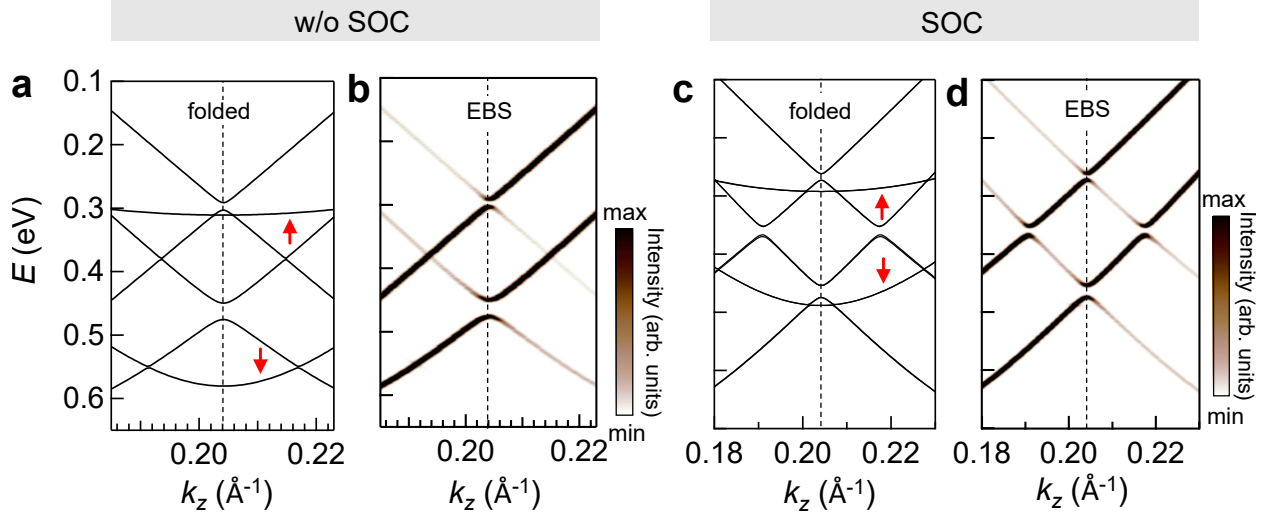 w/o SOC
SOC
a
b
c
d
folded
EBS
folded
EBS
0.1
0.2
0.3
0.4
0.5
0.6
E (eV)
max
Intensity (arb. units)
min
max
Intensity (arb. units)
min
0.20
0.22
0.20
0.22
0.18
0.20
0.22
0.18
0.20
0.22
kz (Å-1)
kz (Å-1)
kz (Å-1)
kz (Å-1)